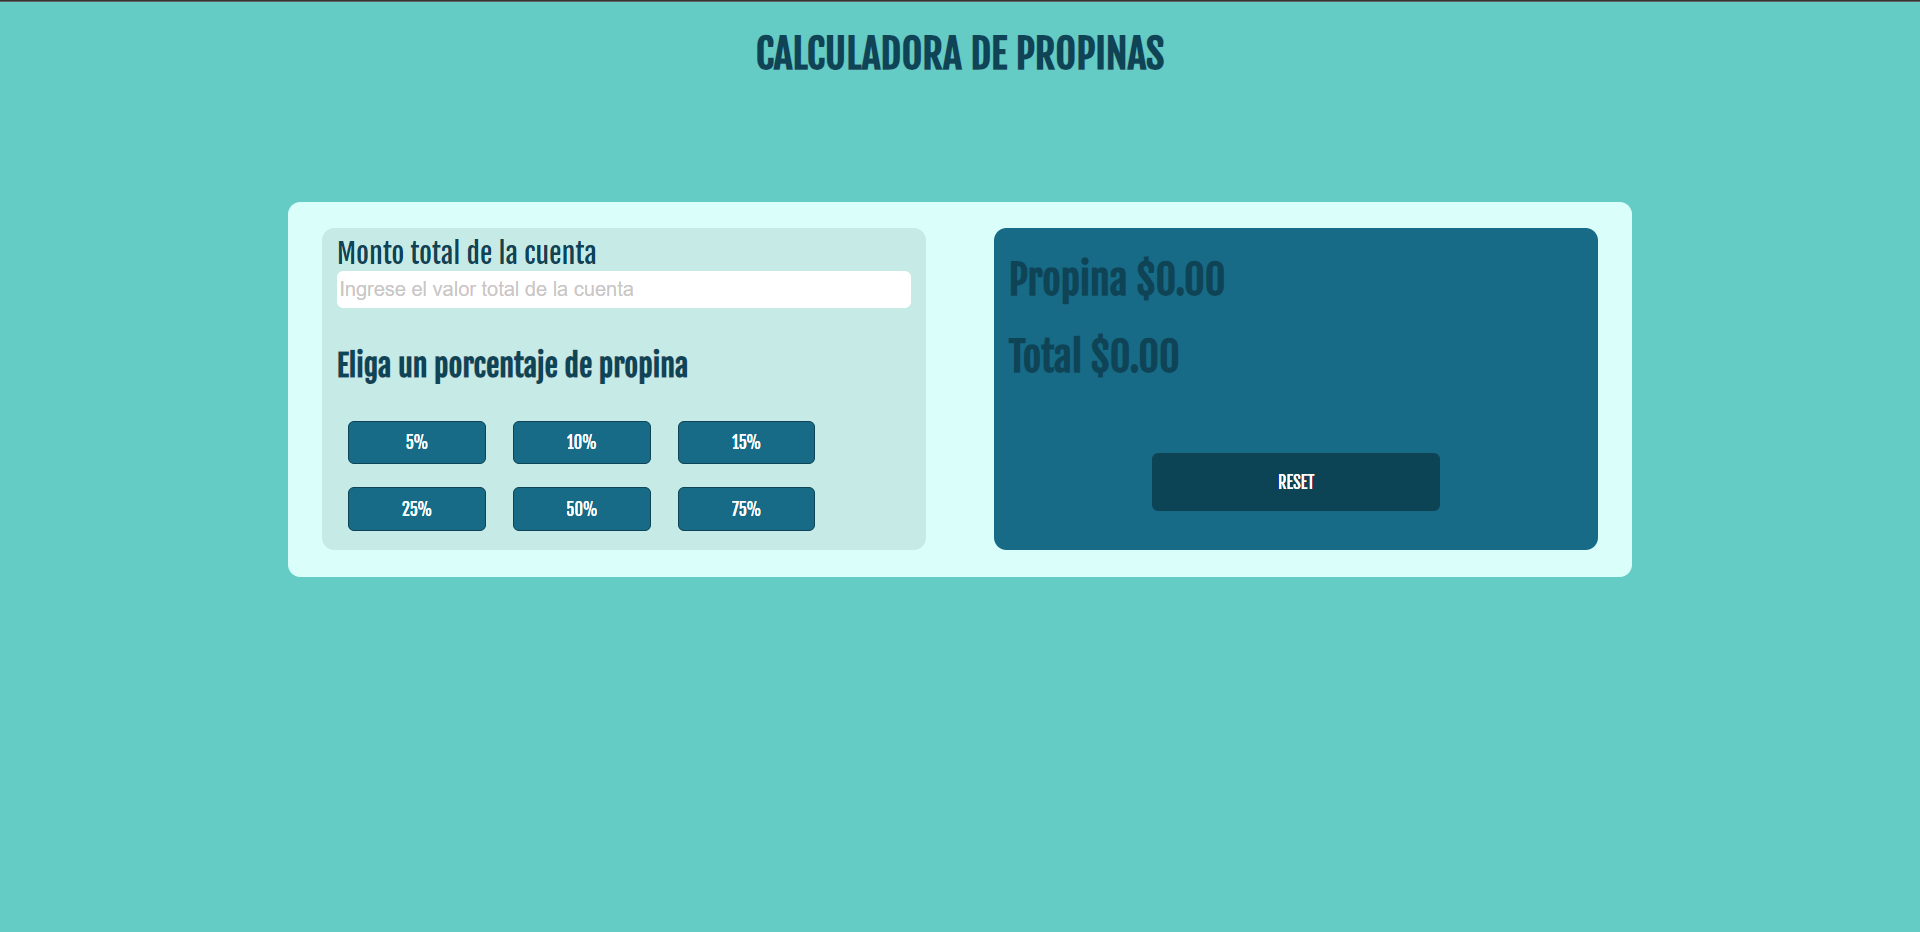 CALCULADORA DE PROPINAS
Monto total de la cuenta
Ingrese el valor total de la cuenta
Eliga un porcentaje de propina
5% 10% 15%
25% 50% 75%
Propina $0.00
Total $0.00
RESET